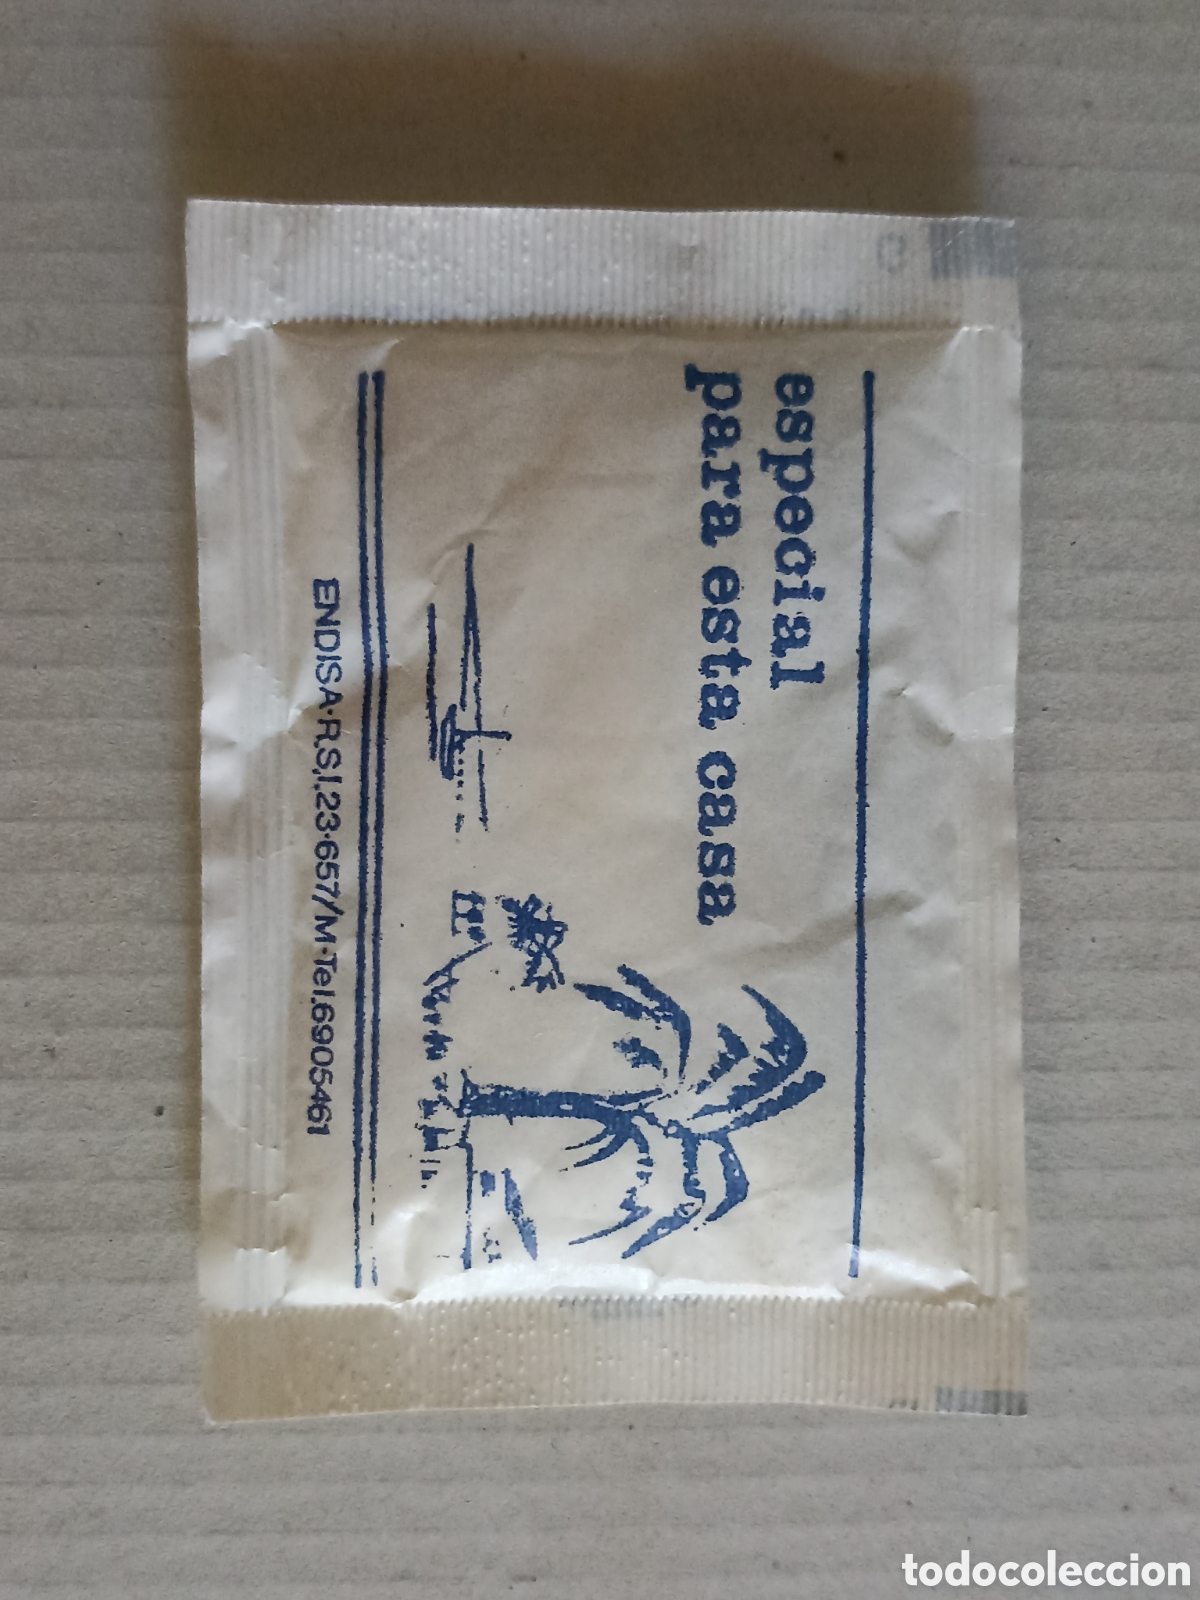 especial
para esta casa
ENDISA·R.S.I.23·657/M·Tel.6905461
todocoleccion